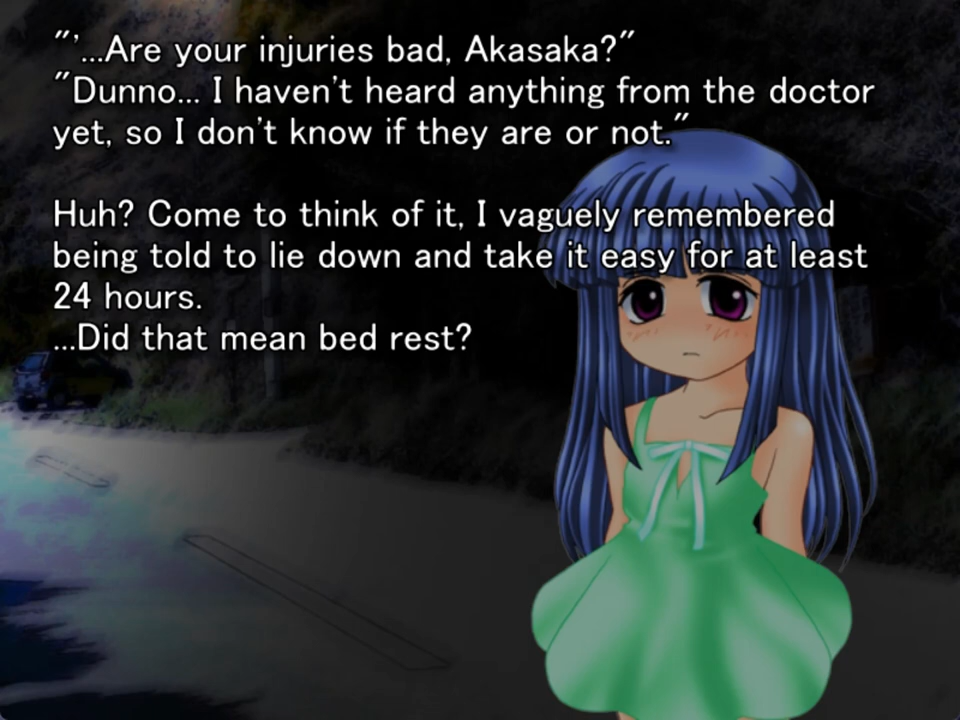 "'...Are your injuries bad, Akasaka?"
"Dunno... I haven't heard anything from the doctor
yet, so I don't know if they are or not."
Huh? Come to think of it, I vaguely remembered
being told to lie down and take it easy for at least
24 hours.
...Did that mean bed rest?